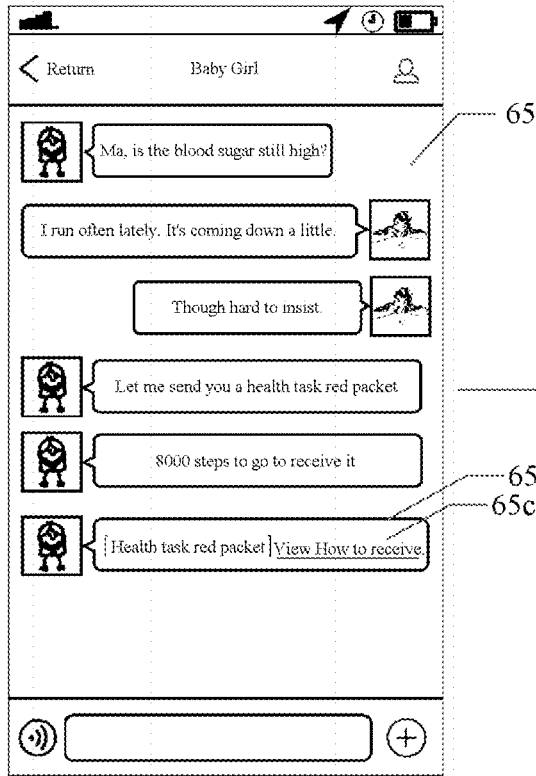 Return
Baby Girl
65
Ma, is the blood sugar still high?
I run often lately. It's coming down a little.
Though hard to insist.
Let me send you a health task red packet
8000 steps to go to receive it
65
65c
[Health task red packet] View How to receive.